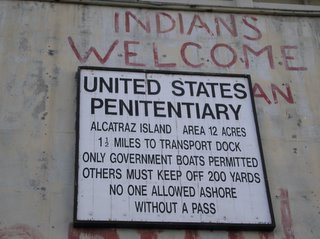 INDIANS
WELCOME
UNITED STATES
PENITENTIARY
ALCATRAZ ISLAND AREA 12 ACRES
1½ MILES TO TRANSPORT DOCK
ONLY GOVERNMENT BOATS PERMITTED
OTHERS MUST KEEP OFF 200 YARDS
NO ONE ALLOWED ASHORE
WITHOUT A PASS